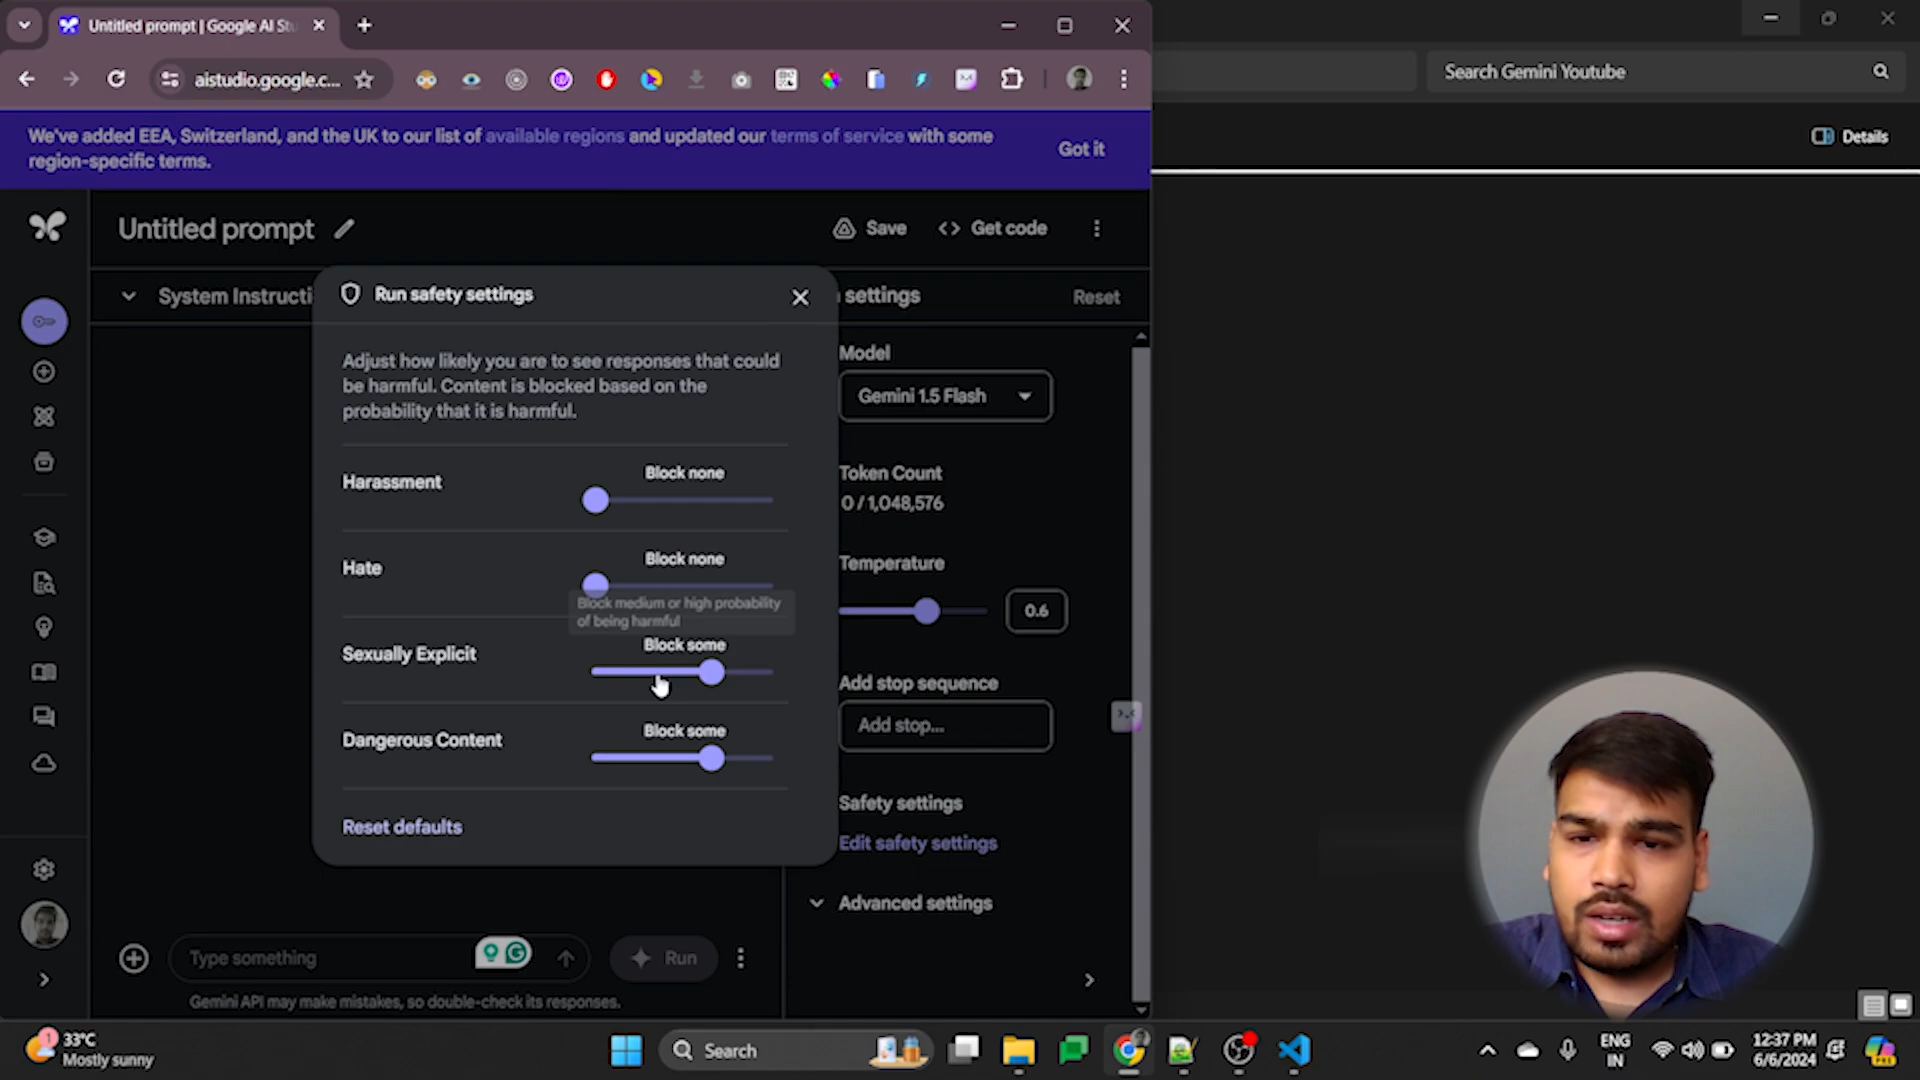 Untitled prompt | Google AI Stu
aistudio.google.c...
Search Gemini Youtube
Details
We've added EEA, Switzerland, and the UK to our list of available regions and updated our terms of service with some
region-specific terms.
Got it
Untitled prompt
Save
<> Get code
System Instructi
settings
Reset
Run safety settings
Adjust how likely you are to see responses that could
be harmful. Content is blocked based on the
probability that it is harmful.
Harassment
Block none
Hate
Block none
Block medium or high probability
of being harmful
Sexually Explicit
Block some
Dangerous Content
Block some
Reset defaults
Model
Gemini 1.5 Flash
Token Count
0 / 1,048,576
Temperature
0.6
Add stop sequence
Add stop...
Safety settings
Edit safety settings
Advanced settings
Type something
Run
Gemini API may make mistakes, so double-check its responses.
1
33°C
Mostly sunny
Search
ENG
IN
12:37 PM
6/6/2024
PRE